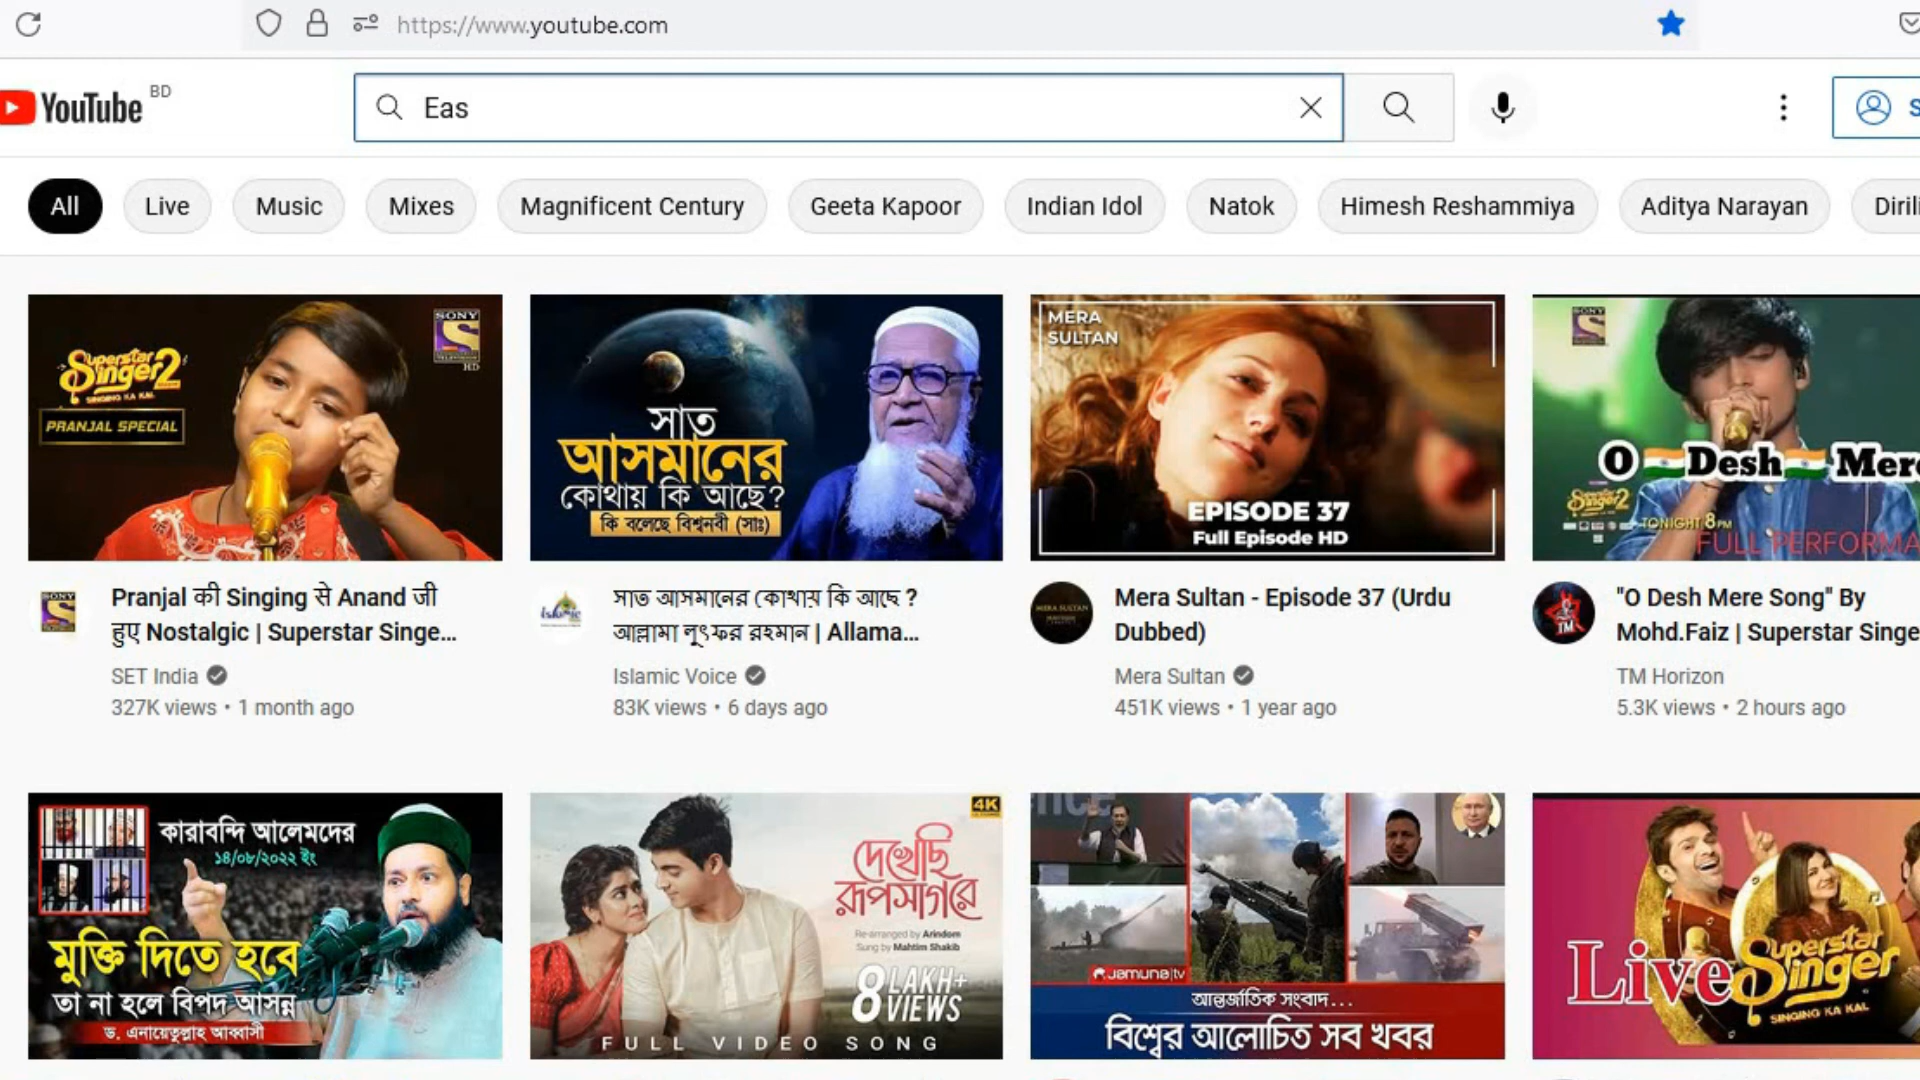 https://www.youtube.com
YouTube BD
Eas
All
Live
Music
Mixes
Magnificent Century
Geeta Kapoor
Indian Idol
Natok
Himesh Reshammiya
Aditya Narayan
Dirili
Superstar
Singer 2
SINGING KA KAL
PRANJAL SPECIAL
SONY
HD
সাত
আসমানের
কোথায় কি আছে?
কি বলেছে বিশ্বনবী (সাঃ)
MERA
SULTAN
EPISODE 37
Full Episode HD
SONY
O Desh Mere
Superstar
Singer 2
TONIGHT 8PM
FULL PERFORMA
Pranjal की Singing से Anand जी
हुए Nostalgic | Superstar Singe...
SET India
327K views • 1 month ago
সাত আসমানের কোথায় কি আছে ?
আল্লামা লুৎফর রহমান | Allama...
Islamic Voice
83K views • 6 days ago
Mera Sultan - Episode 37 (Urdu
Dubbed)
Mera Sultan
451K views • 1 year ago
"O Desh Mere Song" By
Mohd.Faiz | Superstar Singe
TM Horizon
5.3K views • 2 hours ago
কারাবন্দি আলেমদের
১৪/০৮/২০২২ ইং
মুক্তি দিতে হবে
তা না হলে বিপদ আসন্ন
ড. এনায়েতুল্লাহ আব্বাসী
4K
দেখেছি
রূপসাগরে
Re-arranged by Arindom
Sung by Mahtim Shakib
8 LAKH+
VIEWS
FULL VIDEO SONG
Jamuna tv
আন্তর্জাতিক সংবাদ...
বিশ্বের আলোচিত সব খবর
Live
Superstar
Singer
SINGING KA KAL